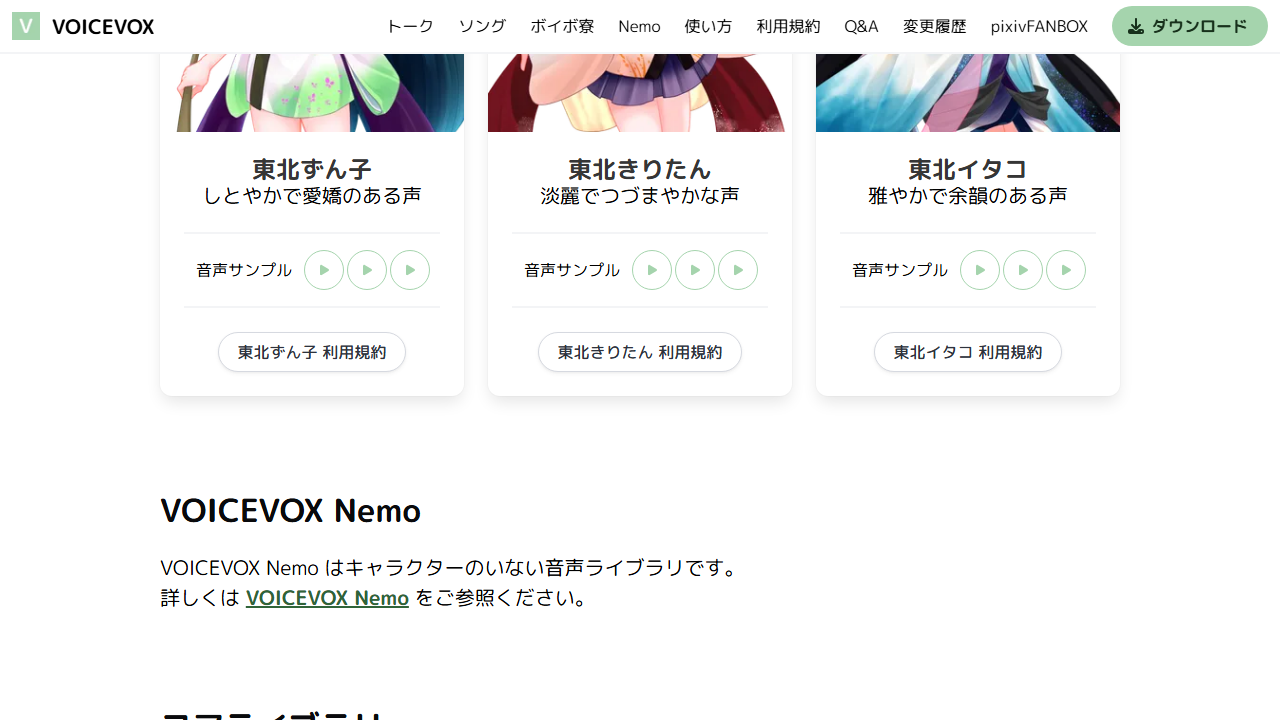 V VOICEVOX
トーク ソング ボイボ寮 Nemo 使い方 利用規約 Q&A 変更履歴 pixivFANBOX ダウンロード
東北ずん子
しとやかで愛嬌のある声
音声サンプル
東北ずん子 利用規約
東北きりたん
淡麗でつづまやかな声
音声サンプル
東北きりたん 利用規約
東北イタコ
雅やかで余韻のある声
音声サンプル
東北イタコ 利用規約
VOICEVOX Nemo
VOICEVOX Nemo はキャラクターのいない音声ライブラリです。
詳しくは VOICEVOX Nemo をご参照ください。